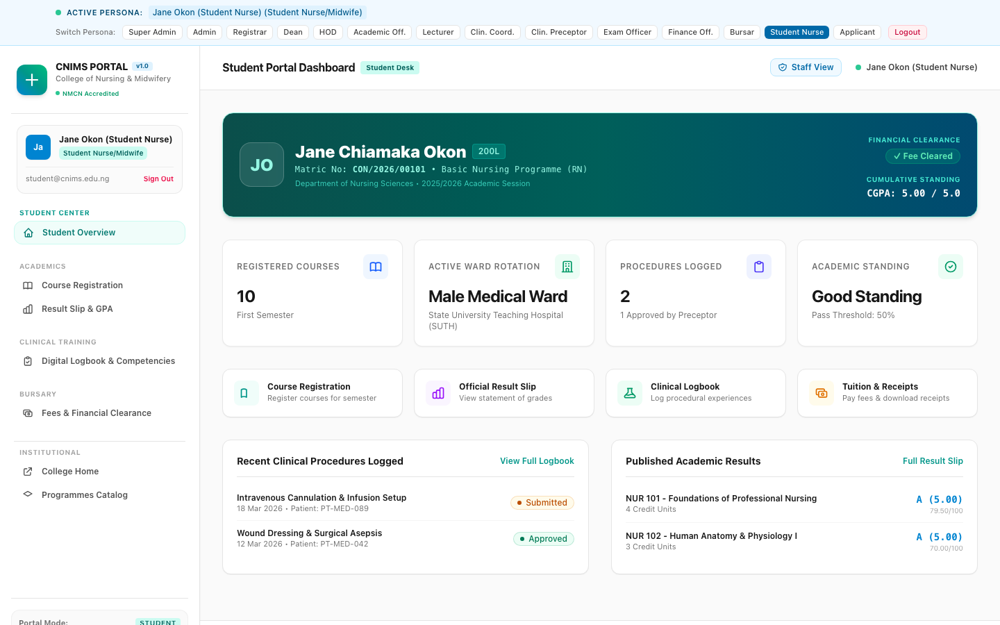 ACTIVE PERSONA: Jane Okon (Student Nurse) (Student Nurse/Midwife)
Switch Persona: Super Admin Admin Registrar Dean HOD Academic Off. Lecturer Clin. Coord. Clin. Preceptor Exam Officer Finance Off. Bursar Student Nurse Applicant Logout
CNIMS PORTAL v1.0
College of Nursing & Midwifery
NMCN Accredited
Ja
Jane Okon (Student Nurse)
Student Nurse/Midwife
student@cnims.edu.ng Sign Out
STUDENT CENTER
Student Overview
ACADEMICS
Course Registration
Result Slip & GPA
CLINICAL TRAINING
Digital Logbook & Competencies
BURSARY
Fees & Financial Clearance
INSTITUTIONAL
College Home
Programmes Catalog
Portal Mode: STUDENT
Student Portal Dashboard Student Desk
Staff View Jane Okon (Student Nurse)
JO
Jane Chiamaka Okon 200L
Matric No: CON/2026/00101 • Basic Nursing Programme (RN)
Department of Nursing Sciences • 2025/2026 Academic Session
FINANCIAL CLEARANCE
✓ Fee Cleared
CUMULATIVE STANDING
CGPA: 5.00 / 5.0
REGISTERED COURSES
10
First Semester
ACTIVE WARD ROTATION
Male Medical Ward
State University Teaching Hospital
(SUTH)
PROCEDURES LOGGED
2
1 Approved by Preceptor
ACADEMIC STANDING
Good Standing
Pass Threshold: 50%
Course Registration
Register courses for semester
Official Result Slip
View statement of grades
Clinical Logbook
Log procedural experiences
Tuition & Receipts
Pay fees & download receipts
Recent Clinical Procedures Logged View Full Logbook
Intravenous Cannulation & Infusion Setup
18 Mar 2026 • Patient: PT-MED-089
Submitted
Wound Dressing & Surgical Asepsis
12 Mar 2026 • Patient: PT-MED-042
Approved
Published Academic Results Full Result Slip
NUR 101 - Foundations of Professional Nursing
4 Credit Units
A (5.00)
79.50/100
NUR 102 - Human Anatomy & Physiology I
3 Credit Units
A (5.00)
70.00/100